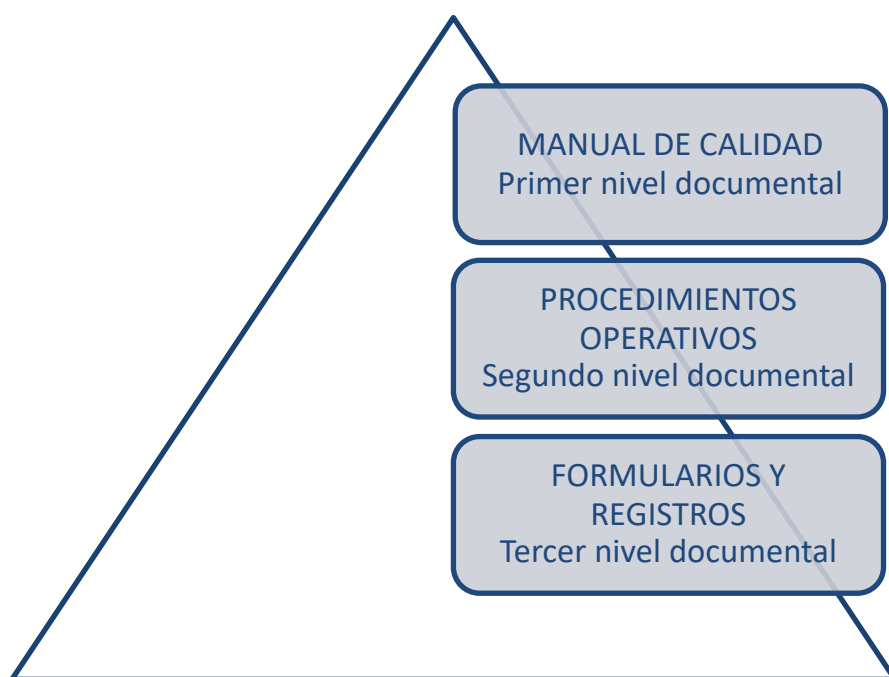 MANUAL DE CALIDAD
Primer nivel documental
PROCEDIMIENTOS
OPERATIVOS
Segundo nivel documental
FORMULARIOS Y
REGISTROS
Tercer nivel documental